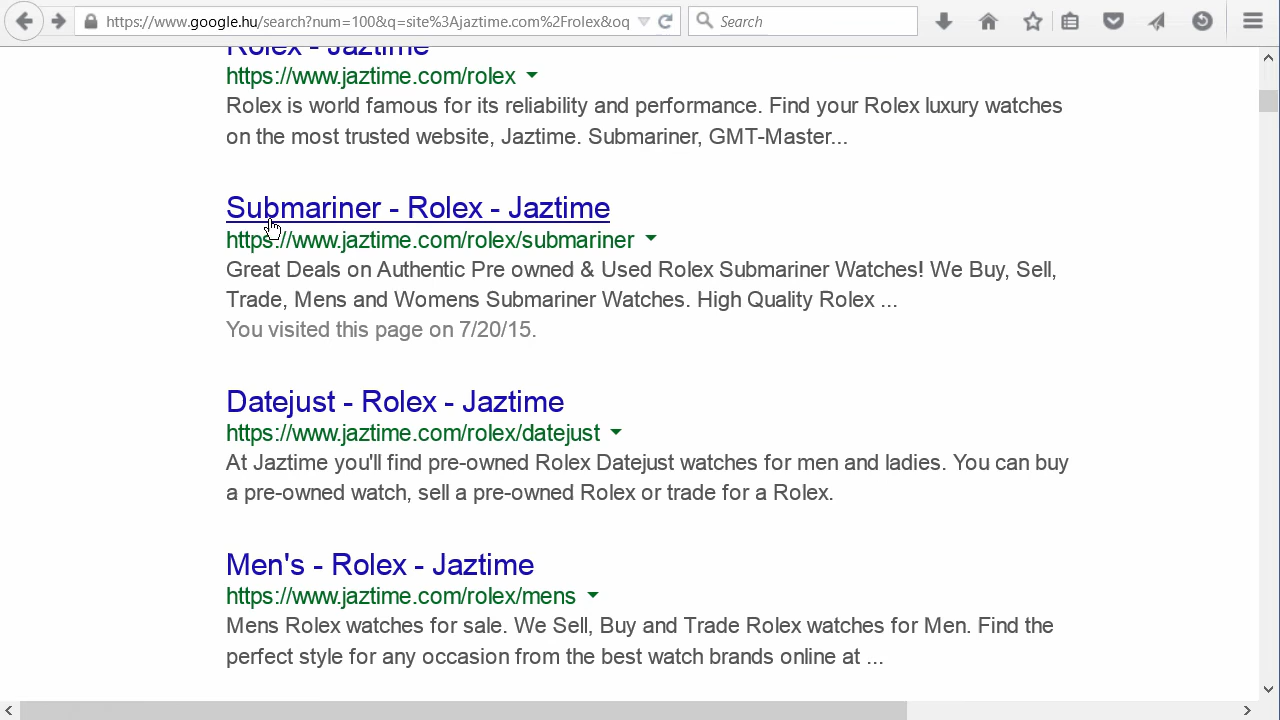 https://www.google.hu/search?num=100&q=site%3Ajaztime.com%2Frolex&oq
Search
Rolex - Jaztime
https://www.jaztime.com/rolex
Rolex is world famous for its reliability and performance. Find your Rolex luxury watches
on the most trusted website, Jaztime. Submariner, GMT-Master...
Submariner - Rolex - Jaztime
https://www.jaztime.com/rolex/submariner
Great Deals on Authentic Pre owned & Used Rolex Submariner Watches! We Buy, Sell,
Trade, Mens and Womens Submariner Watches. High Quality Rolex ...
You visited this page on 7/20/15.
Datejust - Rolex - Jaztime
https://www.jaztime.com/rolex/datejust
At Jaztime you'll find pre-owned Rolex Datejust watches for men and ladies. You can buy
a pre-owned watch, sell a pre-owned Rolex or trade for a Rolex.
Men's - Rolex - Jaztime
https://www.jaztime.com/rolex/mens
Mens Rolex watches for sale. We Sell, Buy and Trade Rolex watches for Men. Find the
perfect style for any occasion from the best watch brands online at ...